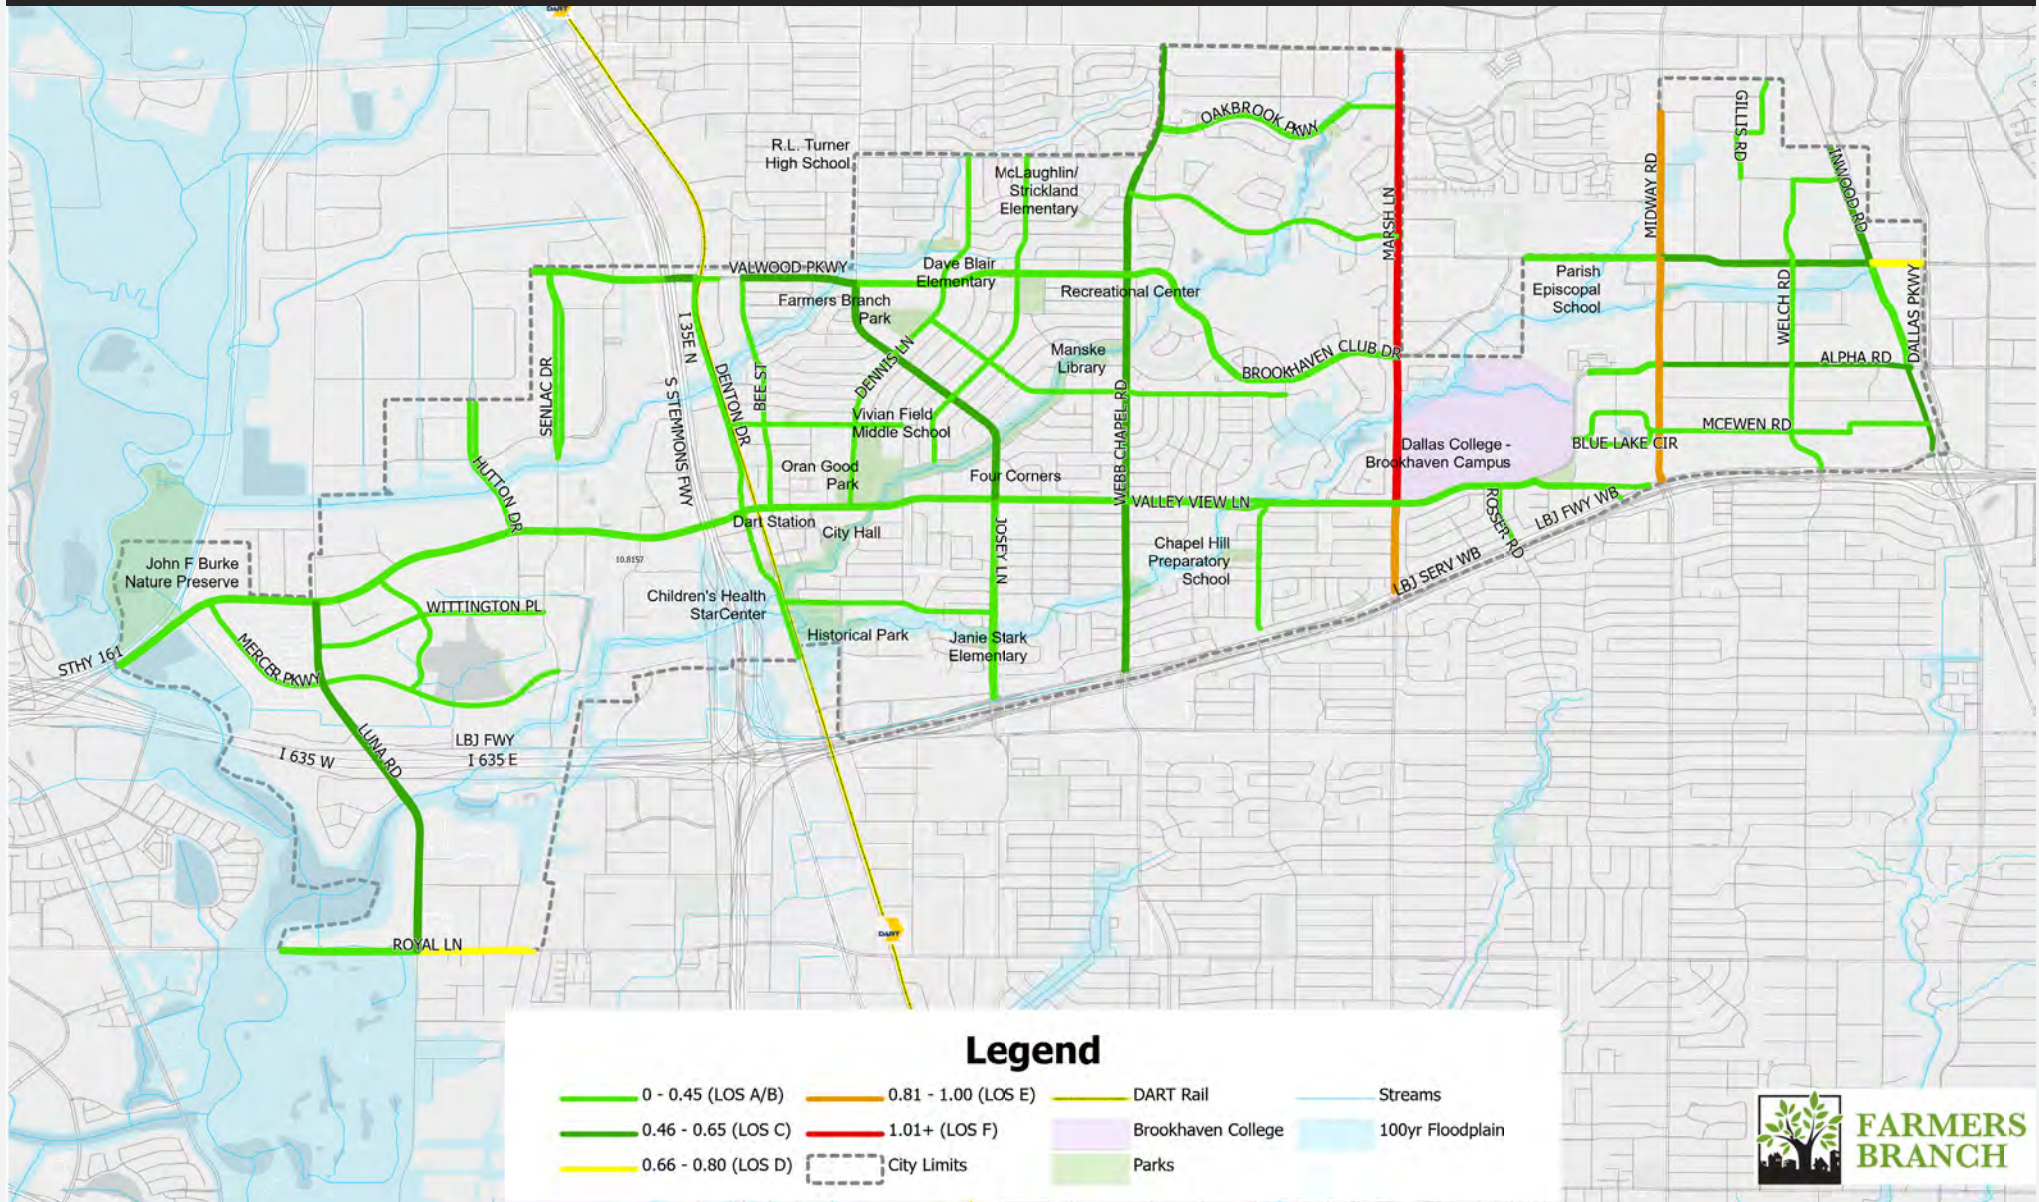 DART
R.L. Turner
High School
McLaughlin/
Strickland
Elementary
OAKBROOK PKWY
GILLIS RD
INWOOD RD
MIDWAY RD
MARSH LN
VALWOOD PKWY
Dave Blair
Elementary
Recreational Center
Farmers Branch
Park
Parish
Episcopal
School
WELCH RD
DALLAS PKWY
I 35E N
DENNIS LN
Manske
Library
BROOKHAVEN CLUB DR
ALPHA RD
SENLAC DR
S STEMMONS FWY
DENTON DR
BEE ST
WEBB CHAPEL RD
Vivian Field
Middle School
MCEWEN RD
BLUE LAKE CIR
Dallas College -
Brookhaven Campus
HUTTON DR
Oran Good
Park
Four Corners
VALLEY VIEW LN
ROSSER RD
LBJ FWY WB
Dart Station
City Hall
JOSEY LN
10.8157
Chapel Hill
Preparatory
School
LBJ SERV WB
John F Burke
Nature Preserve
WITTINGTON PL
Children's Health
StarCenter
Historical Park
Janie Stark
Elementary
STHY 161
MERCER PKWY
LUNA RD
I 635 W
LBJ FWY
I 635 E
DART
ROYAL LN
Legend
0 - 0.45 (LOS A/B)
0.46 - 0.65 (LOS C)
0.66 - 0.80 (LOS D)
0.81 - 1.00 (LOS E)
1.01+ (LOS F)
City Limits
DART Rail
Brookhaven College
Parks
Streams
100yr Floodplain
FARMERS
BRANCH